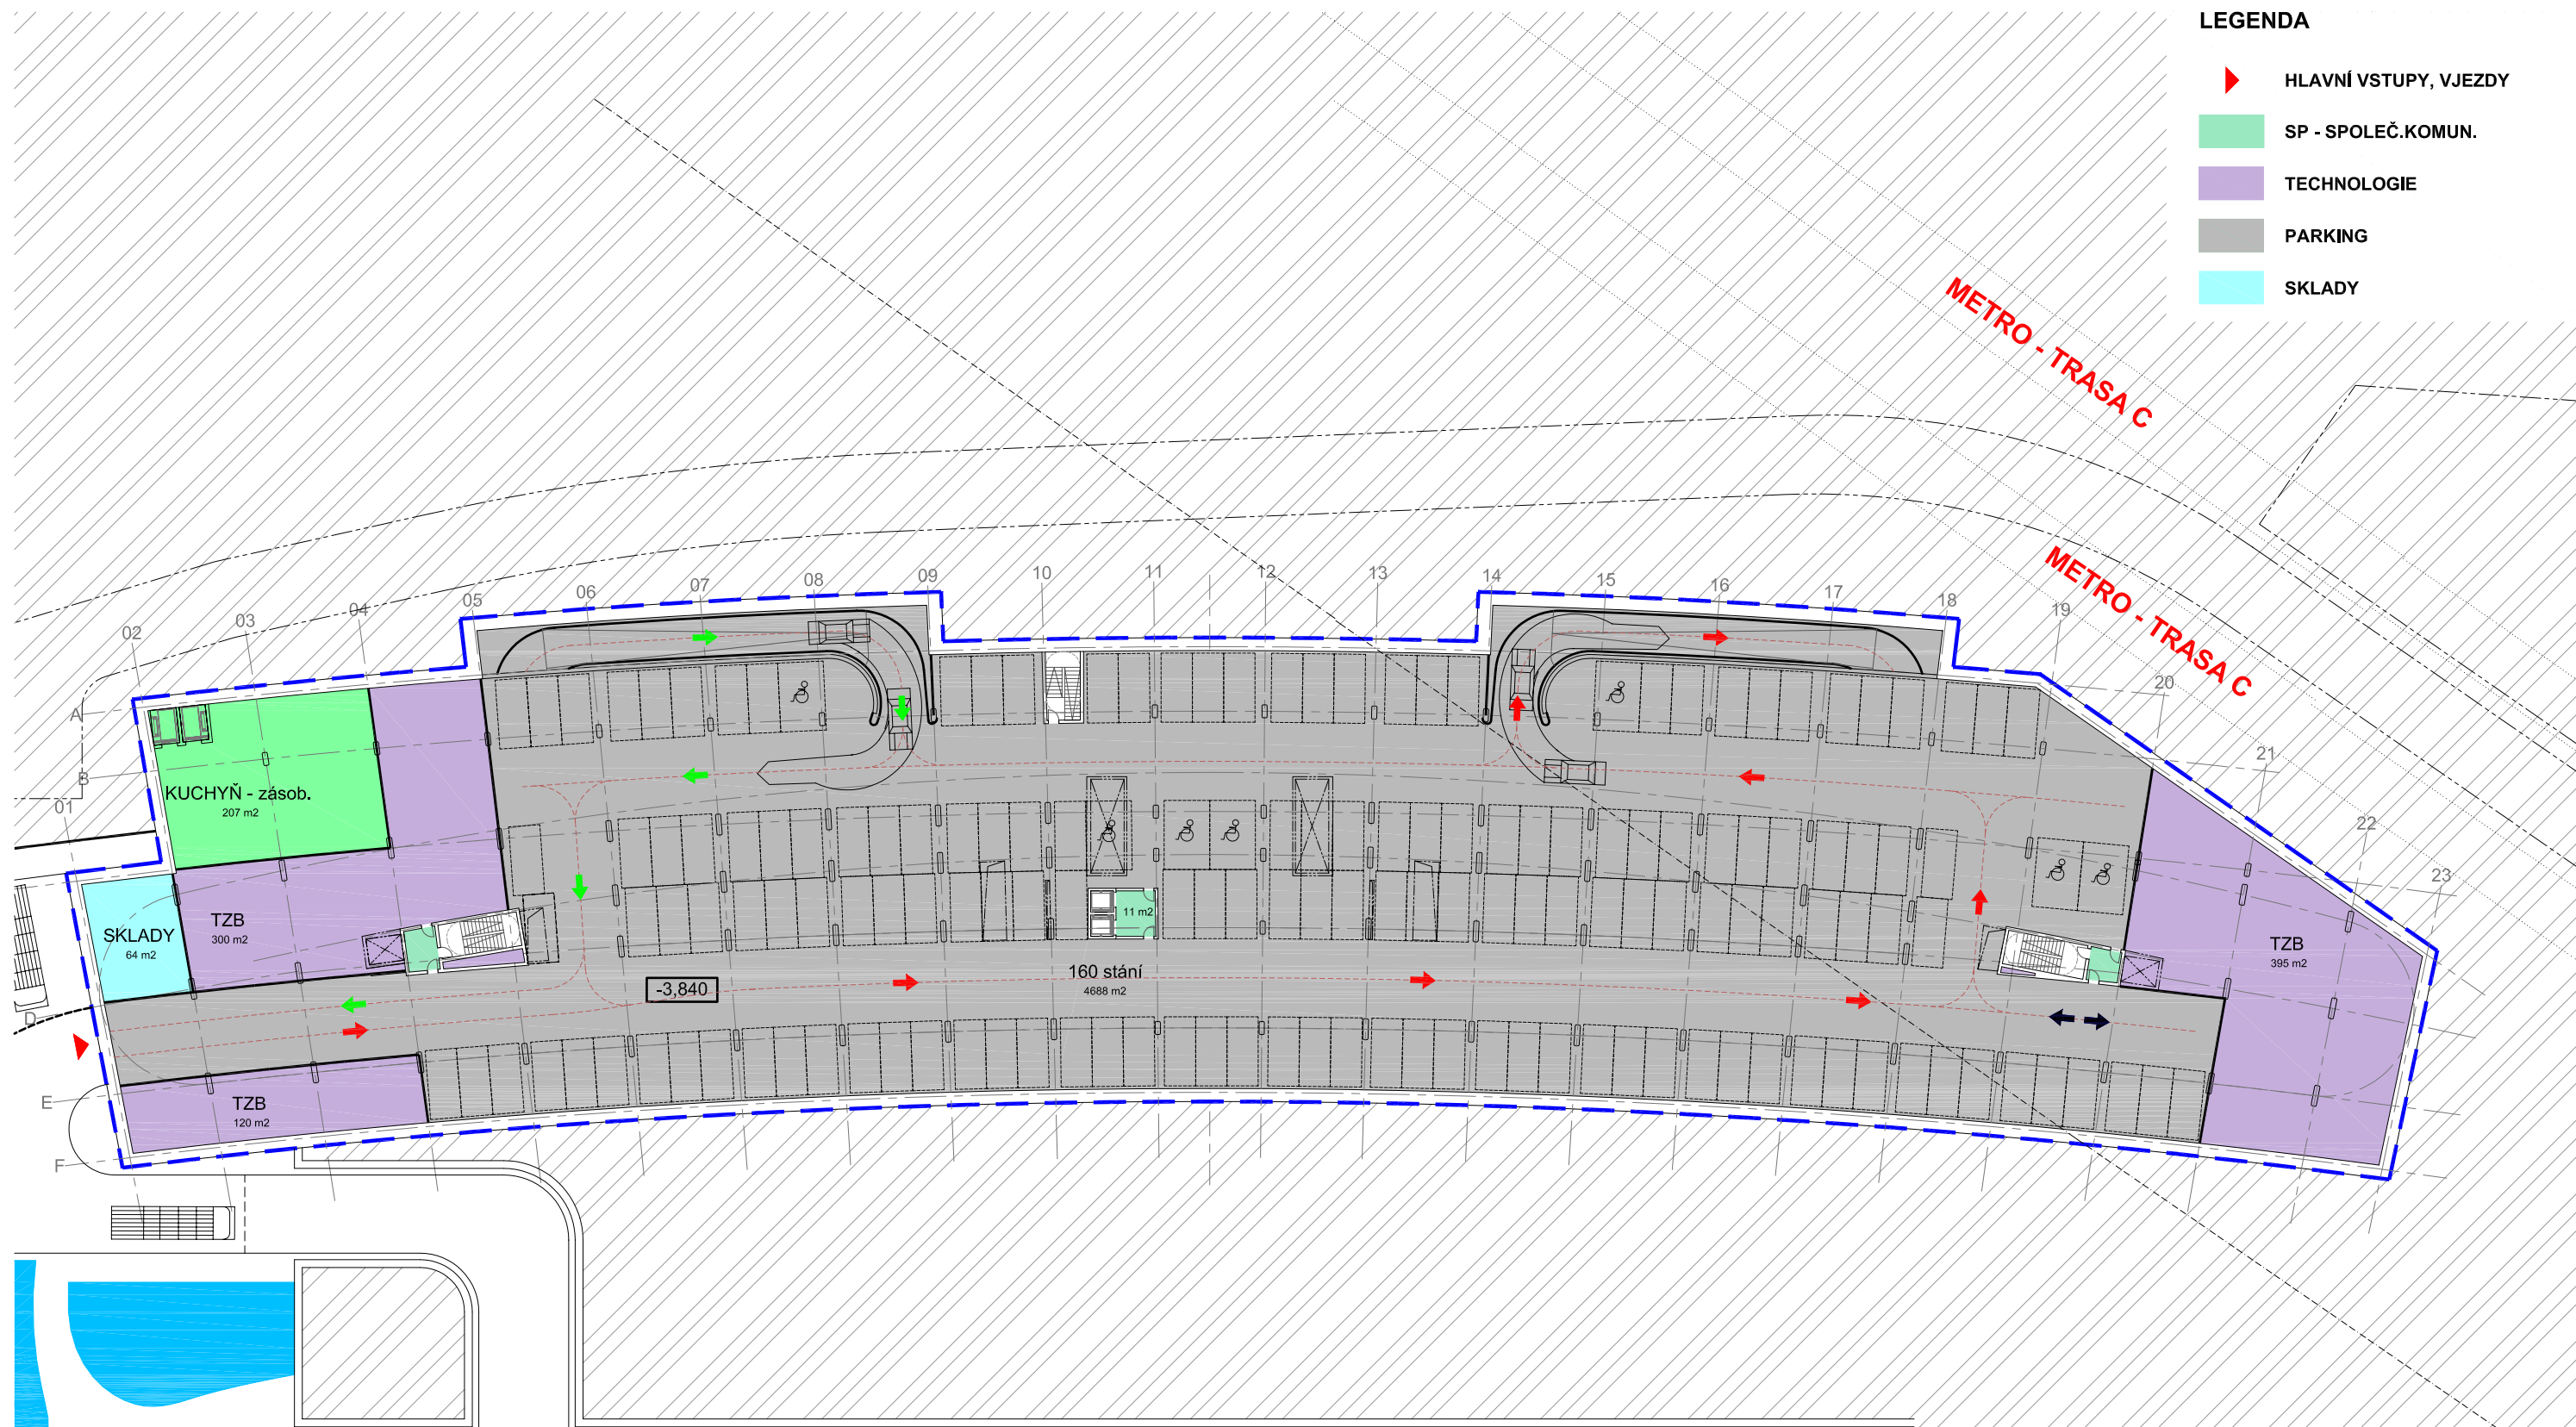 LEGENDA
HLAVNÍ VSTUPY, VJEZDY
SP - SPOLEČ.KOMUN.
TECHNOLOGIE
PARKING
SKLADY
METRO - TRASA C
METRO - TRASA C
01
02
03
04
05
06
07
08
09
10
11
12
13
14
15
16
17
18
19
20
21
22
23
A
B
D
E
F
KUCHYŇ - zásob.
207 m2
SKLADY
64 m2
TZB
300 m2
TZB
120 m2
11 m2
-3,840
160 stání
4688 m2
TZB
395 m2